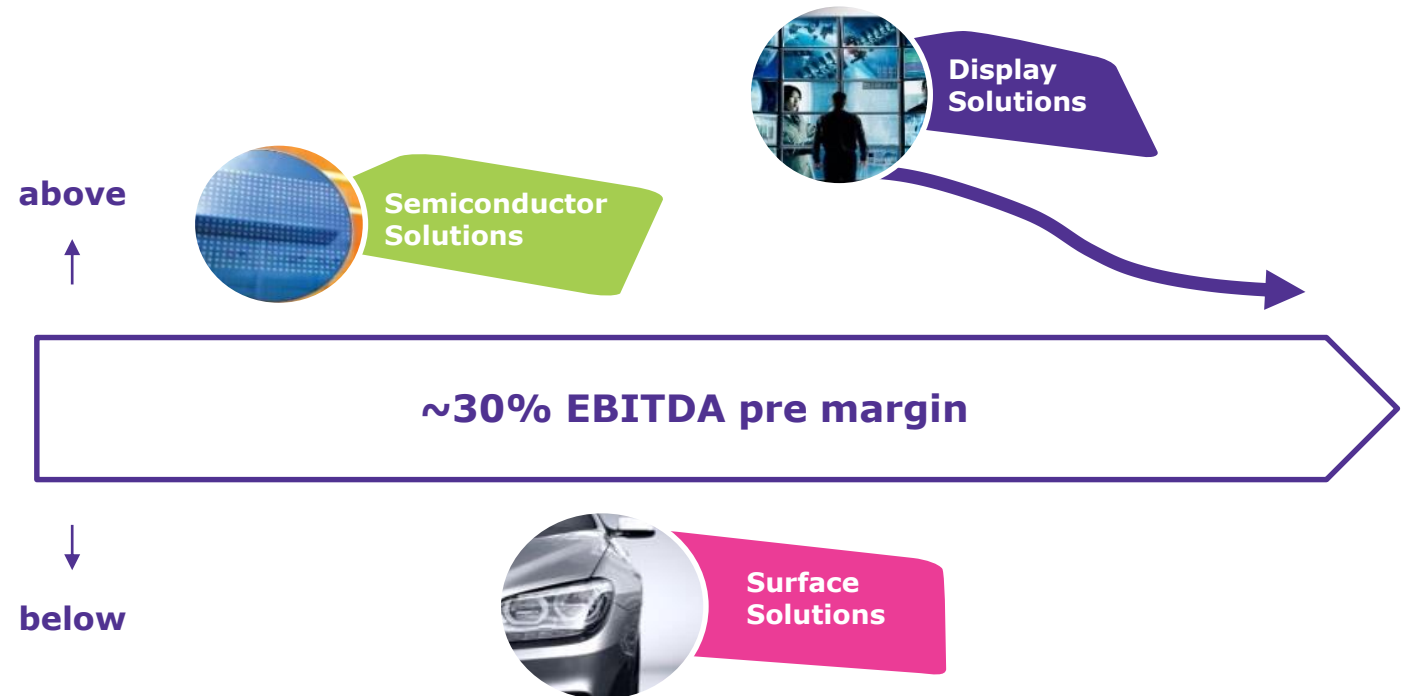 Display
Solutions
above
Semiconductor
Solutions
~30% EBITDA pre margin
Surface
Solutions
below